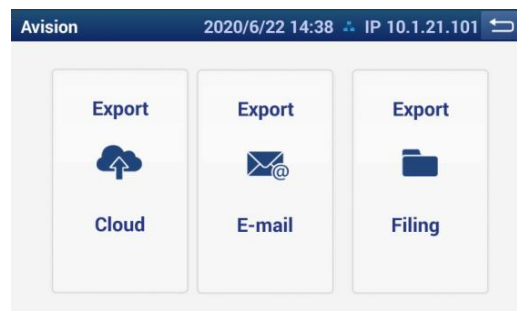 Avision 2020/6/22 14:38 IP 10.1.21.101
Export Export Export
@
Cloud E-mail Filing